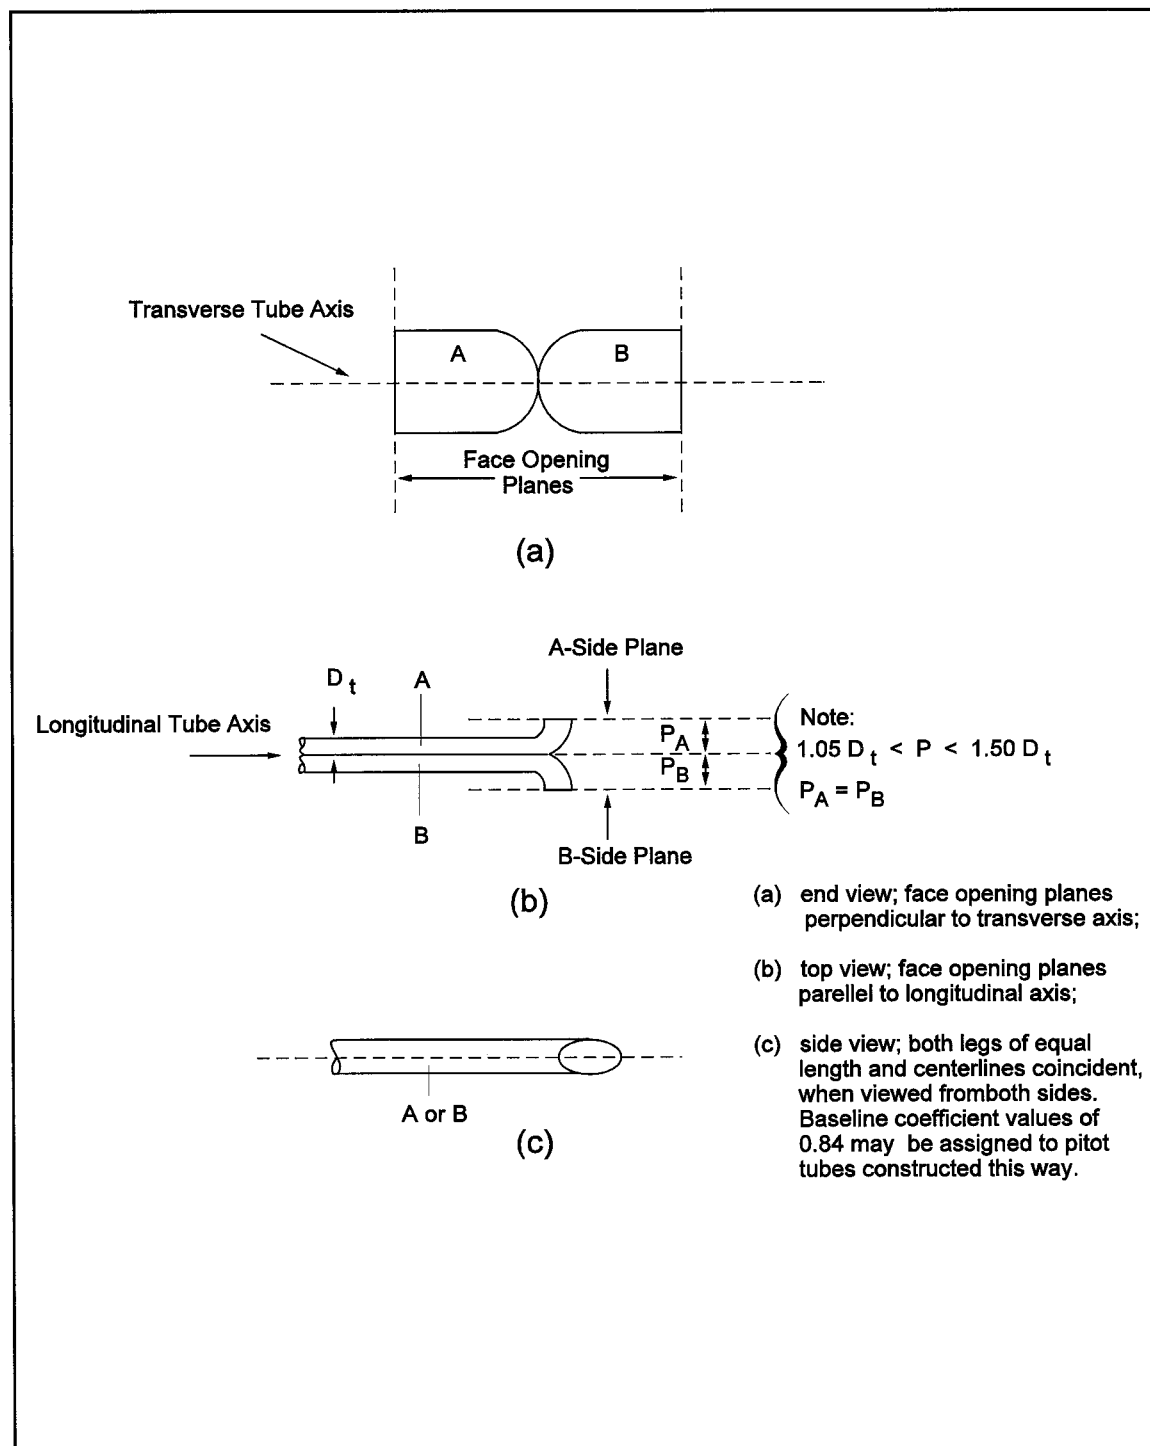 Transverse Tube Axis
A
B
Face Opening
Planes
(a)
A-Side Plane
D t
A
Longitudinal Tube Axis
P A
P B
Note:
1.05 D t < P < 1.50 D t
P A = P B
B
B-Side Plane
(b)
(a) end view; face opening planes
perpendicular to transverse axis;
(b) top view; face opening planes
parellel to longitudinal axis;
(c) side view; both legs of equal
length and centerlines coincident,
when viewed fromboth sides.
Baseline coefficient values of
0.84 may be assigned to pitot
tubes constructed this way.
A or B
(c)